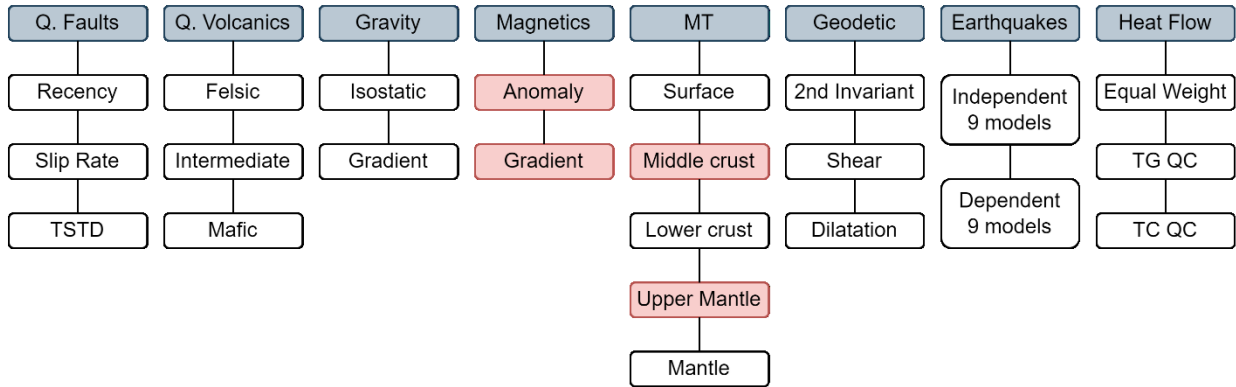 Q. Faults
Recency
Slip Rate
TSTD
Q. Volcanics
Felsic
Intermediate
Mafic
Gravity
Isostatic
Gradient
Magnetics
Anomaly
Gradient
MT
Surface
Middle crust
Lower crust
Upper Mantle
Mantle
Geodetic
2nd Invariant
Shear
Dilatation
Earthquakes
Independent
9 models
Dependent
9 models
Heat Flow
Equal Weight
TG QC
TC QC